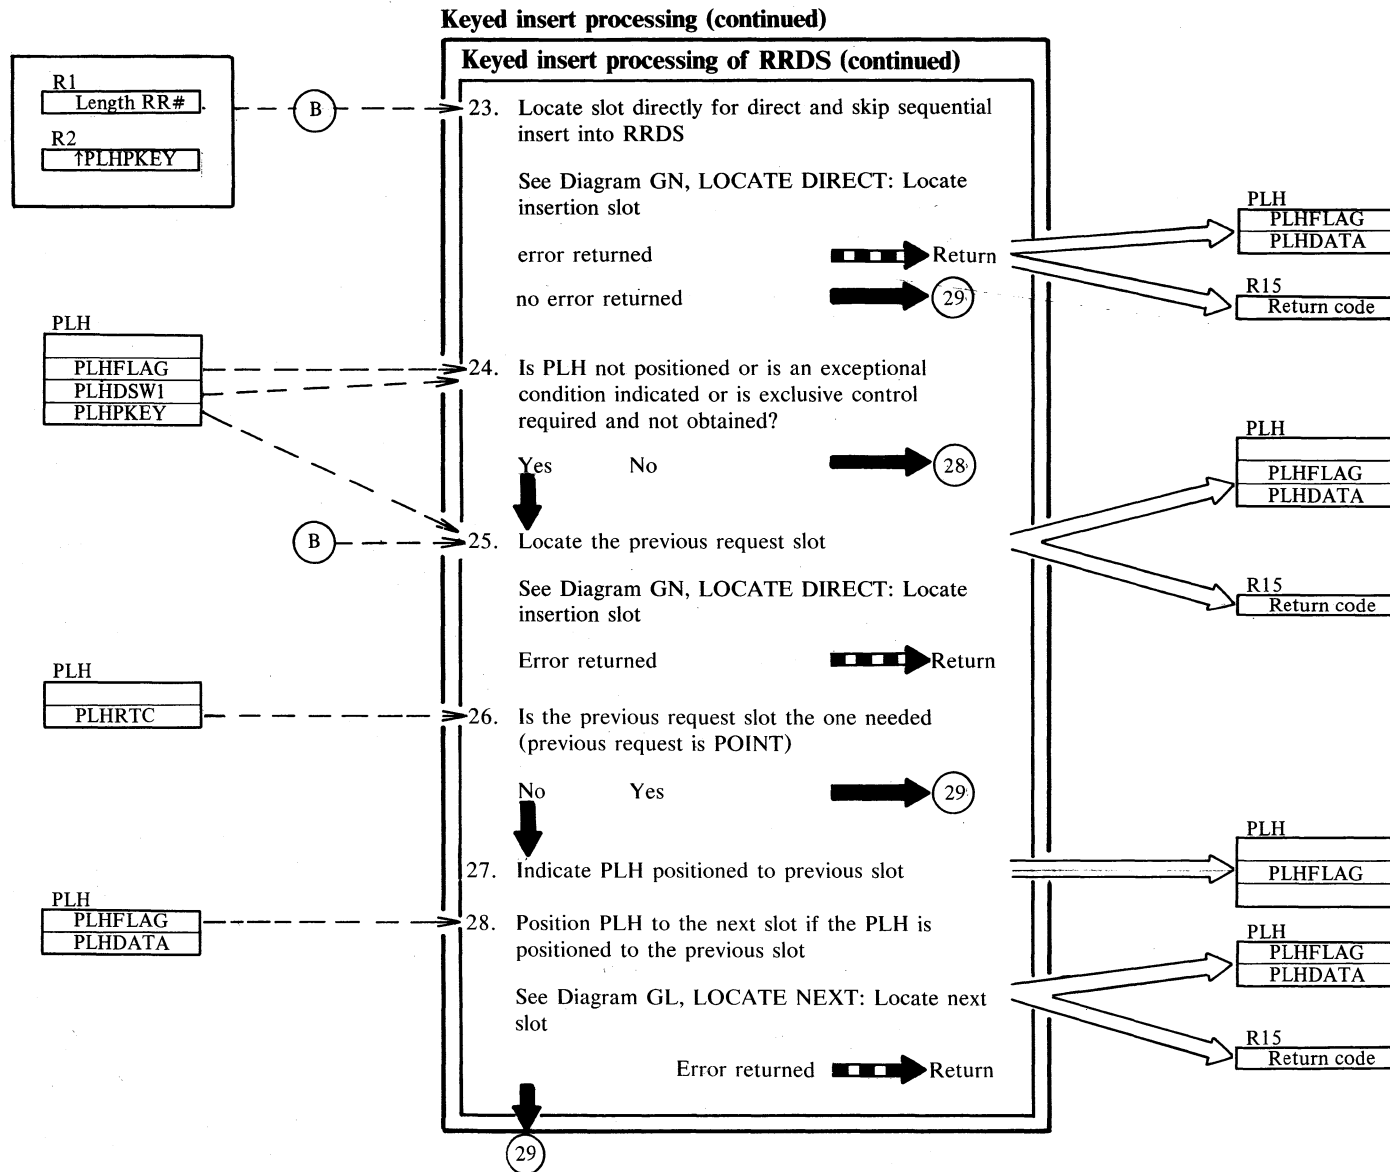 Keyed insert processing (continued)
Keyed insert processing of RRDS (continued)
R1
Length RR#
R2
↑PLHPKEY
B
23. Locate slot directly for direct and skip sequential
insert into RRDS
See Diagram GN, LOCATE DIRECT: Locate
insertion slot
error returned Return
no error returned 29
PLH
PLHFLAG
PLHDATA
R15
Return code
PLH
PLHFLAG
PLHDSW1
PLHPKEY
24. Is PLH not positioned or is an exceptional
condition indicated or is exclusive control
required and not obtained?
Yes No 28
B
25. Locate the previous request slot
See Diagram GN, LOCATE DIRECT: Locate
insertion slot
Error returned Return
PLH
PLHFLAG
PLHDATA
R15
Return code
PLH
PLHRTC
26. Is the previous request slot the one needed
(previous request is POINT)
No Yes 29
27. Indicate PLH positioned to previous slot
PLH
PLHFLAG
PLH
PLHFLAG
PLHDATA
28. Position PLH to the next slot if the PLH is
positioned to the previous slot
See Diagram GL, LOCATE NEXT: Locate next
slot
Error returned Return
PLH
PLHFLAG
PLHDATA
R15
Return code
29